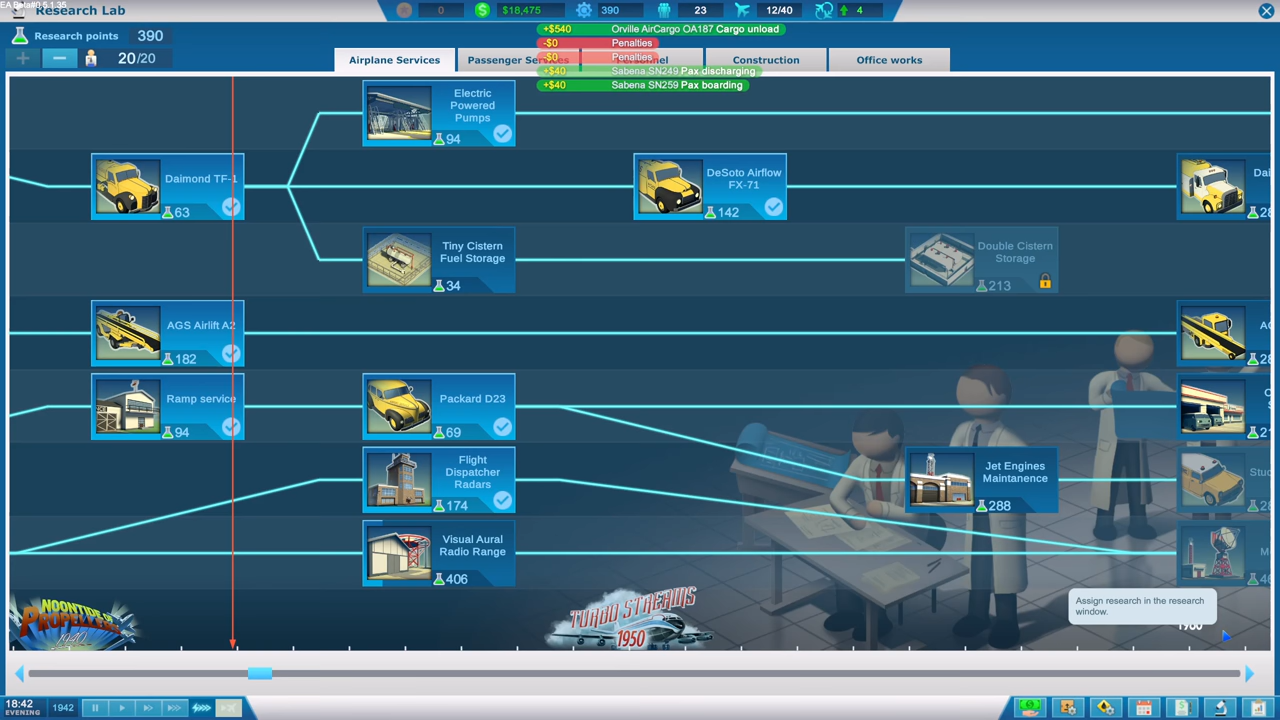 EA Beta#0.5.1.35
Research Lab
0
$18,475
390
23
12/40
4
Research points 390
20/20
+$540 Orville AirCargo OA187 Cargo unload
-$0 Penalties
-$0 Penalties
+$40 Sabena SN249 Pax discharging
+$40 Sabena SN259 Pax boarding
Airplane Services
Passenger
Construction
Office works
Electric
Powered
Pumps
94
Daimond TF-1
63
DeSoto Airflow
FX-71
142
Tiny Cistern
Fuel Storage
34
Double Cistern
Storage
213
AGS Airlift A2
182
Ramp service
94
Packard D23
69
Flight
Dispatcher
Radars
174
Jet Engines
Maintanence
288
Visual Aural
Radio Range
406
NOONTIDE
PROPELLERS
1940
TURBO STREAMS
1950
Assign research in the research
window.
1960
18:42
EVENING
1942